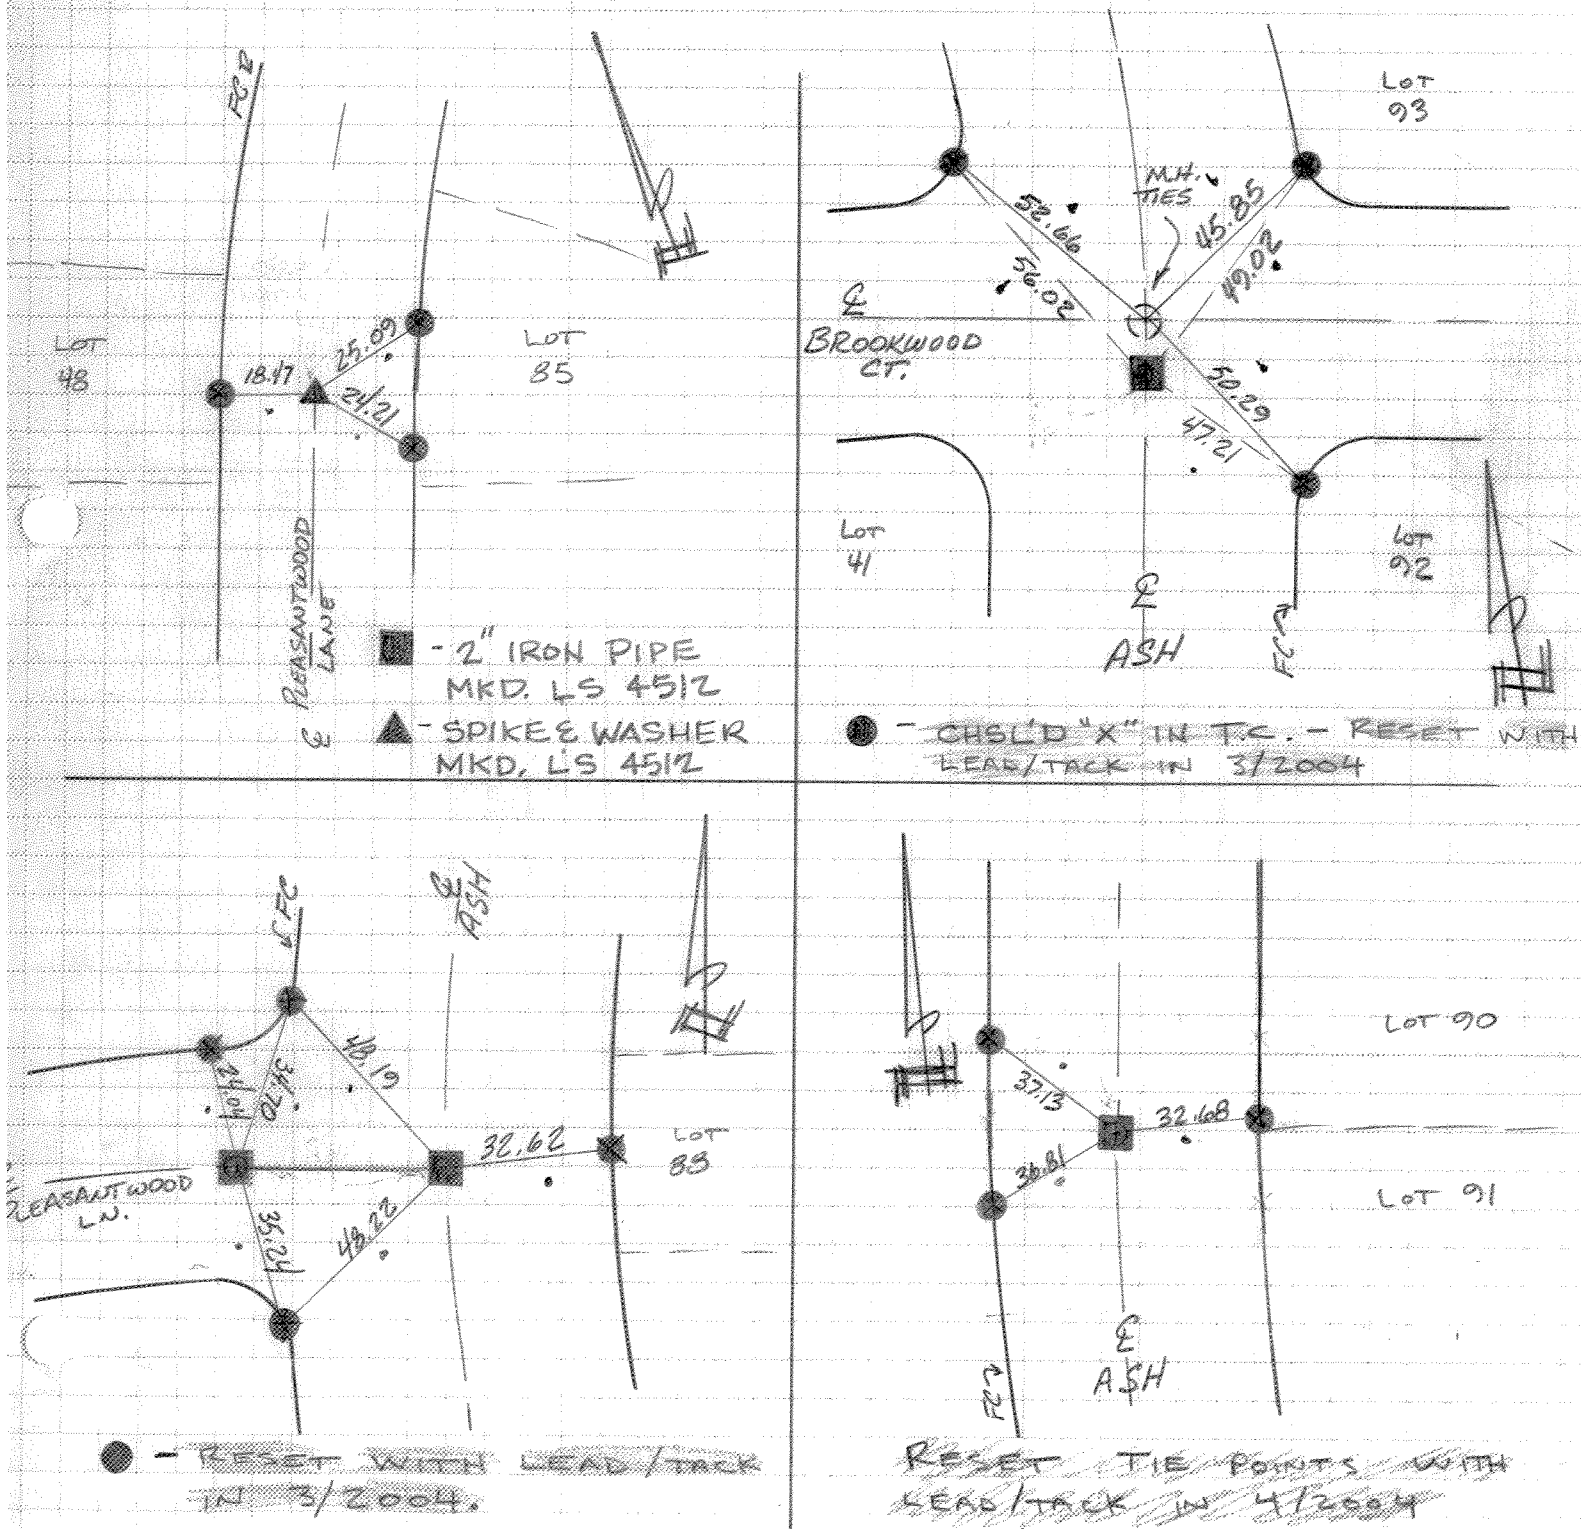 FC
LOT
48
18.47
25.09
24.21
LOT
85
℄ PLEASANTWOOD
LANE
- 2" IRON PIPE
MKD. LS 4512
- SPIKE & WASHER
MKD. LS 4512
LOT
93
M.H.
TIES
52.66
45.85
56.02
49.02
℄
BROOKWOOD
CT.
50.29
47.21
LOT
41
LOT
92
℄
ASH
FC
- CHSL'D "X" IN T.C. - RESET WITH
LEAD/TACK IN 3/2004
FC
℄
ASH
48.19
24.04
34.70
32.62
LOT
88
PLEASANTWOOD
LN.
35.24
48.22
- RESET WITH LEAD/TACK
IN 3/2004.
LOT 90
37.13
32.68
36.81
LOT 91
℄
ASH
FC
RESET TIE POINTS WITH
LEAD/TACK IN 4/2004